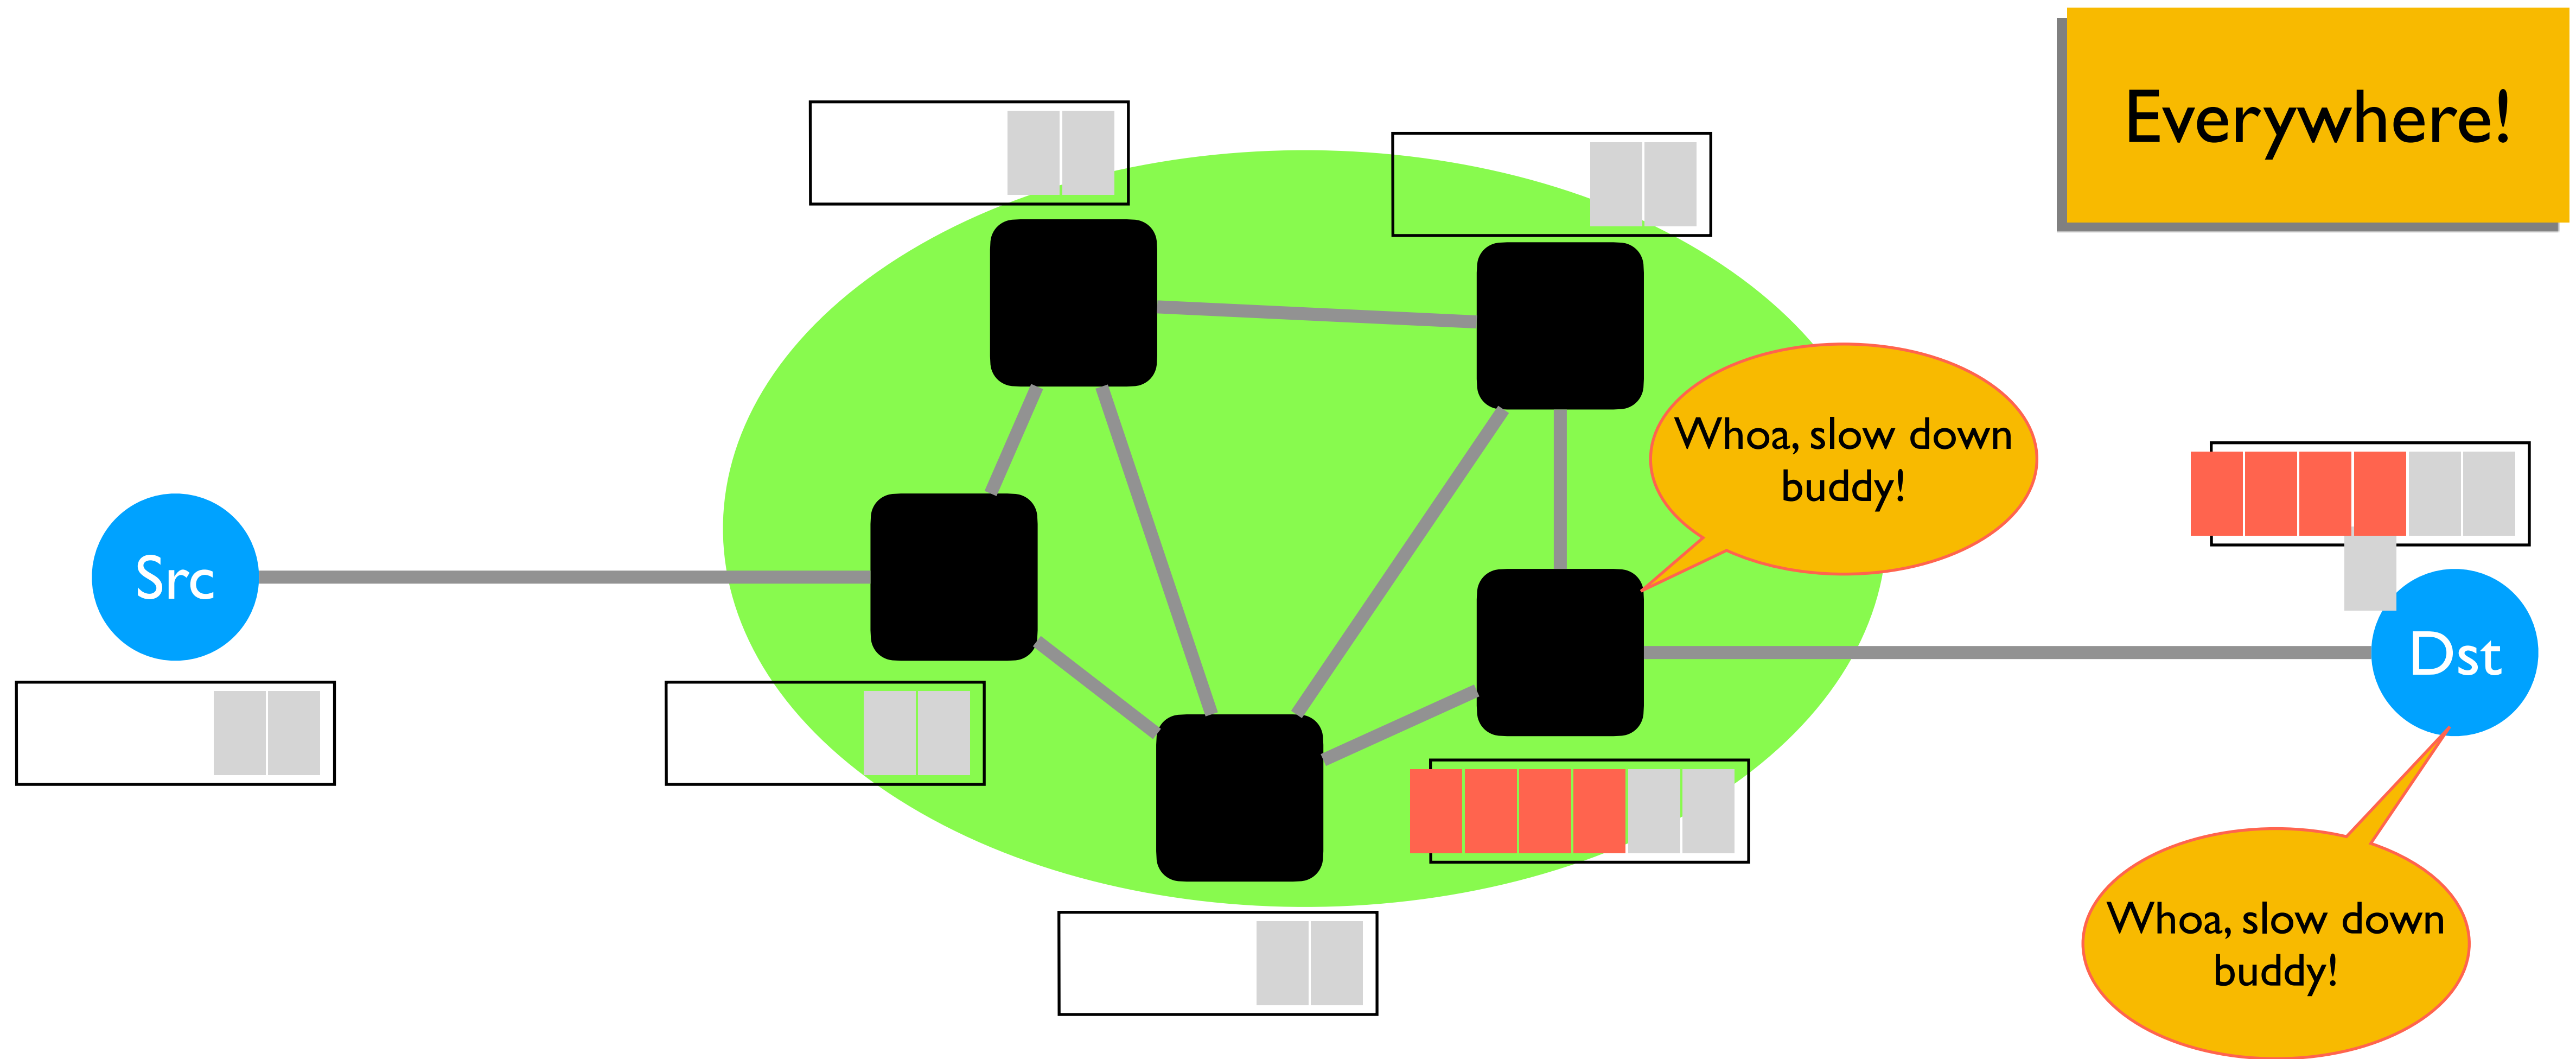 Everywhere!
Whoa, slow down
buddy!
Src
Dst
Whoa, slow down
buddy!